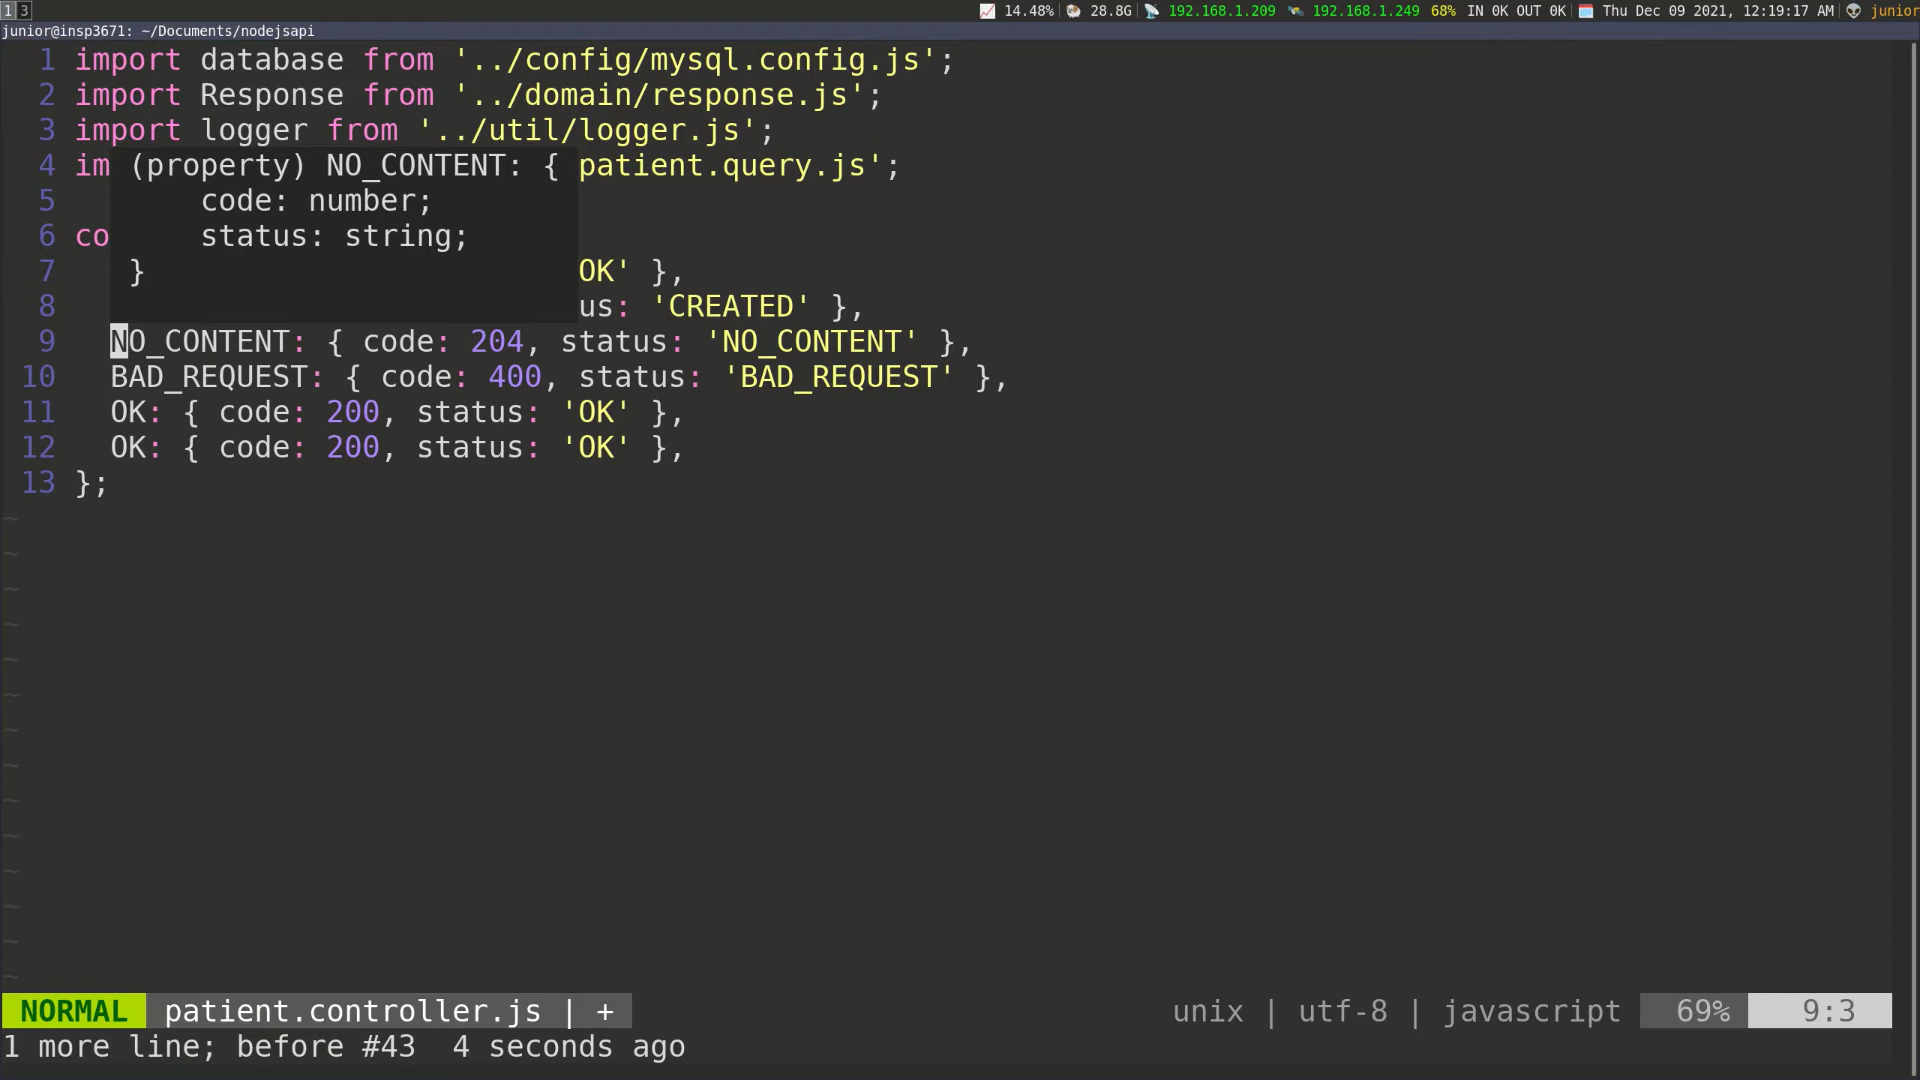 1 3 14.48% 28.8G 192.168.1.209 192.168.1.249 68% IN 0K OUT 0K Thu Dec 09 2021, 12:19:17 AM junior
junior@insp3671: ~/Documents/nodejsapi
1 import database from '../config/mysql.config.js';
2 import Response from '../domain/response.js';
3 import logger from '../util/logger.js';
4 im (property) NO_CONTENT: { patient.query.js';
5 code: number;
6 co status: string;
7 } OK' },
8 us: 'CREATED' },
9 NO_CONTENT: { code: 204, status: 'NO_CONTENT' },
10 BAD_REQUEST: { code: 400, status: 'BAD_REQUEST' },
11 OK: { code: 200, status: 'OK' },
12 OK: { code: 200, status: 'OK' },
13 };
~
~
~
~
~
~
~
~
~
~
~
~
~
~
NORMAL patient.controller.js | + unix | utf-8 | javascript 69% 9:3
1 more line; before #43 4 seconds ago